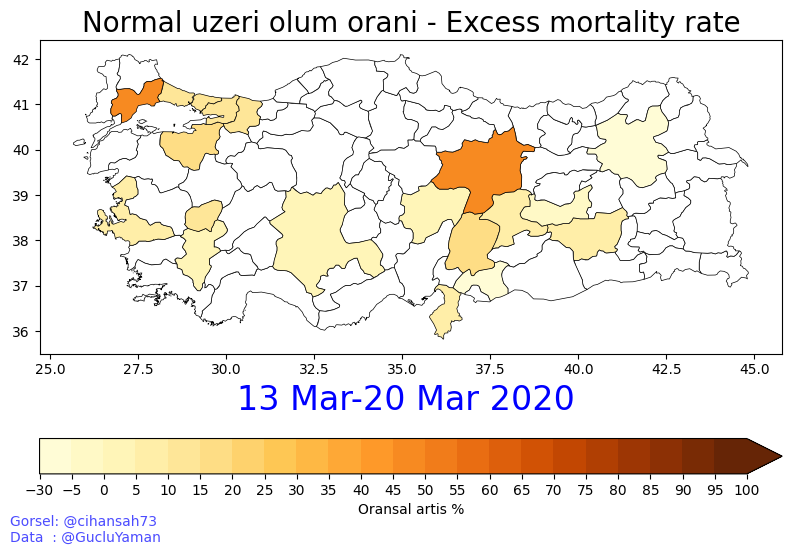 Normal uzeri olum orani - Excess mortality rate
42
41
40
39
38
37
36
25.0 27.5 30.0 32.5 35.0 37.5 40.0 42.5 45.0
13 Mar-20 Mar 2020
−30 −5 0 5 10 15 20 25 30 35 40 45 50 55 60 65 70 75 80 85 90 95 100
Oransal artis %
Gorsel: @cihansah73
Data : @GucluYaman